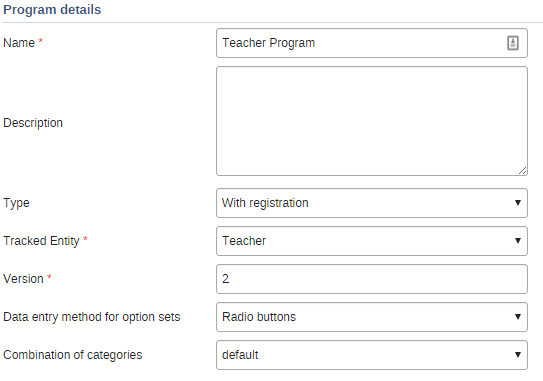 Program details
Name * Teacher Program
Description
Type With registration
Tracked Entity * Teacher
Version * 2
Data entry method for option sets Radio buttons
Combination of categories default